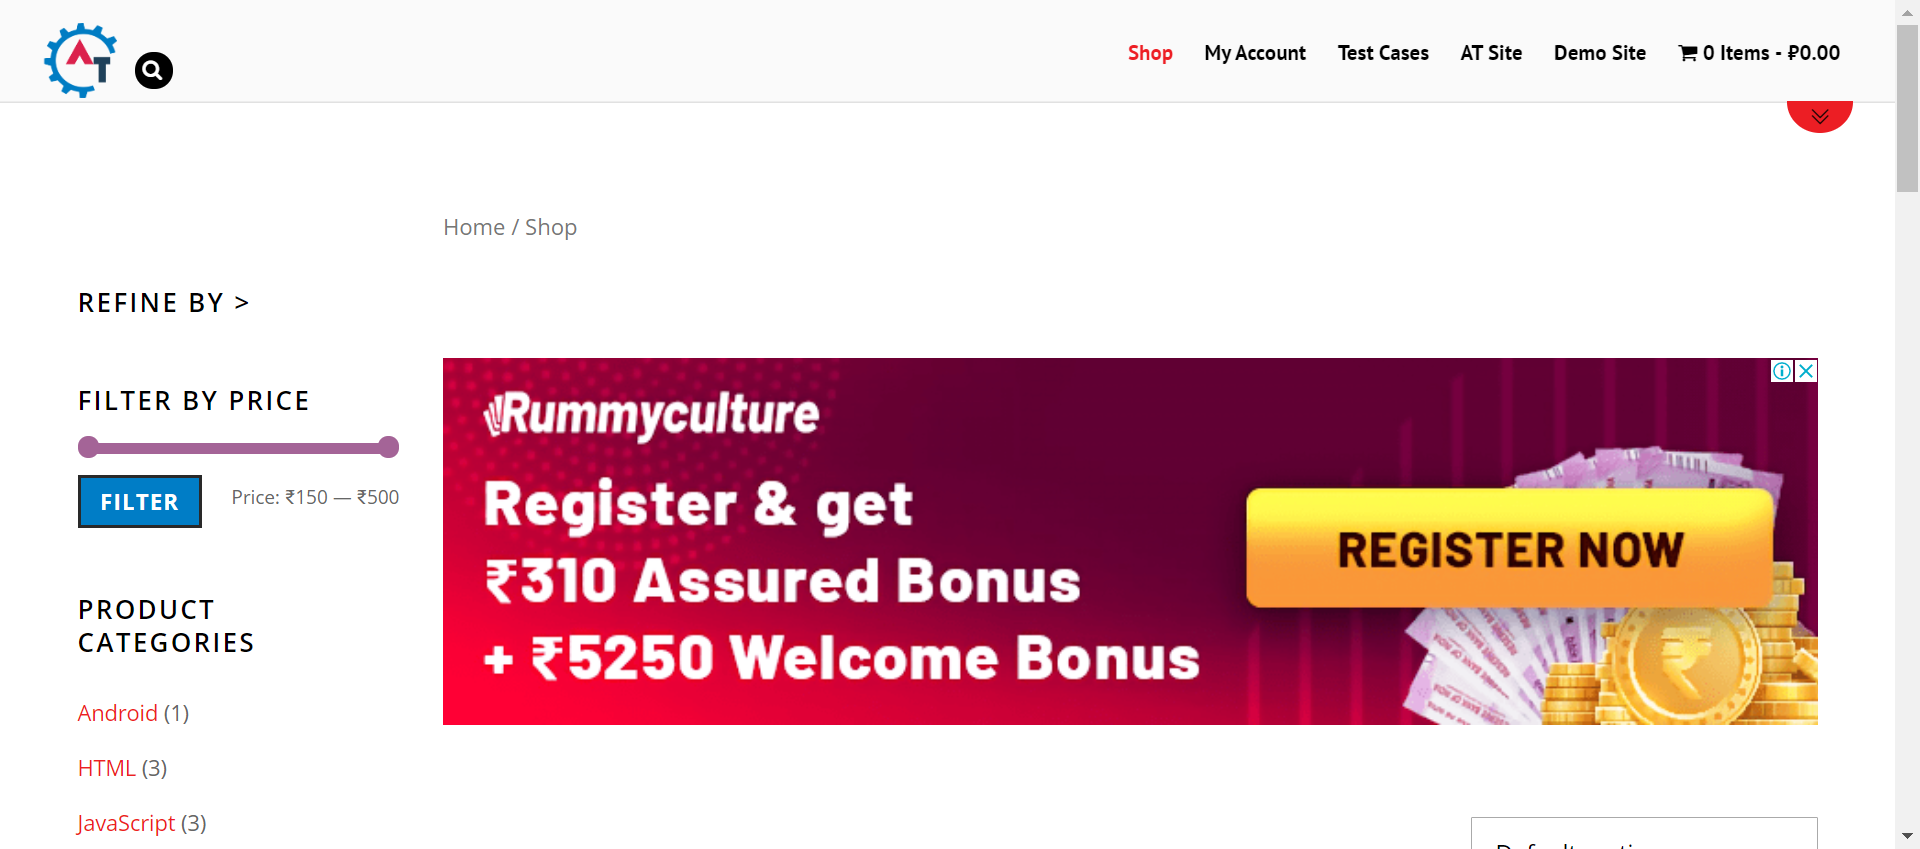 AT
Shop
My Account
Test Cases
AT Site
Demo Site
0 Items - ₽0.00
Home / Shop
REFINE BY >
FILTER BY PRICE
FILTER
Price: ₹150 — ₹500
PRODUCT
CATEGORIES
Android (1)
HTML (3)
JavaScript (3)
Rummyculture
Register & get
₹310 Assured Bonus
+ ₹5250 Welcome Bonus
REGISTER NOW